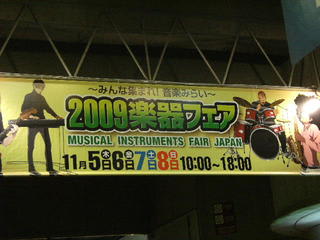 ～みんな集まれ!音楽みらい～
2009楽器フェア
MUSICAL INSTRUMENTS FAIR JAPAN
11月5日木6日金7日土8日日10:00～18:00